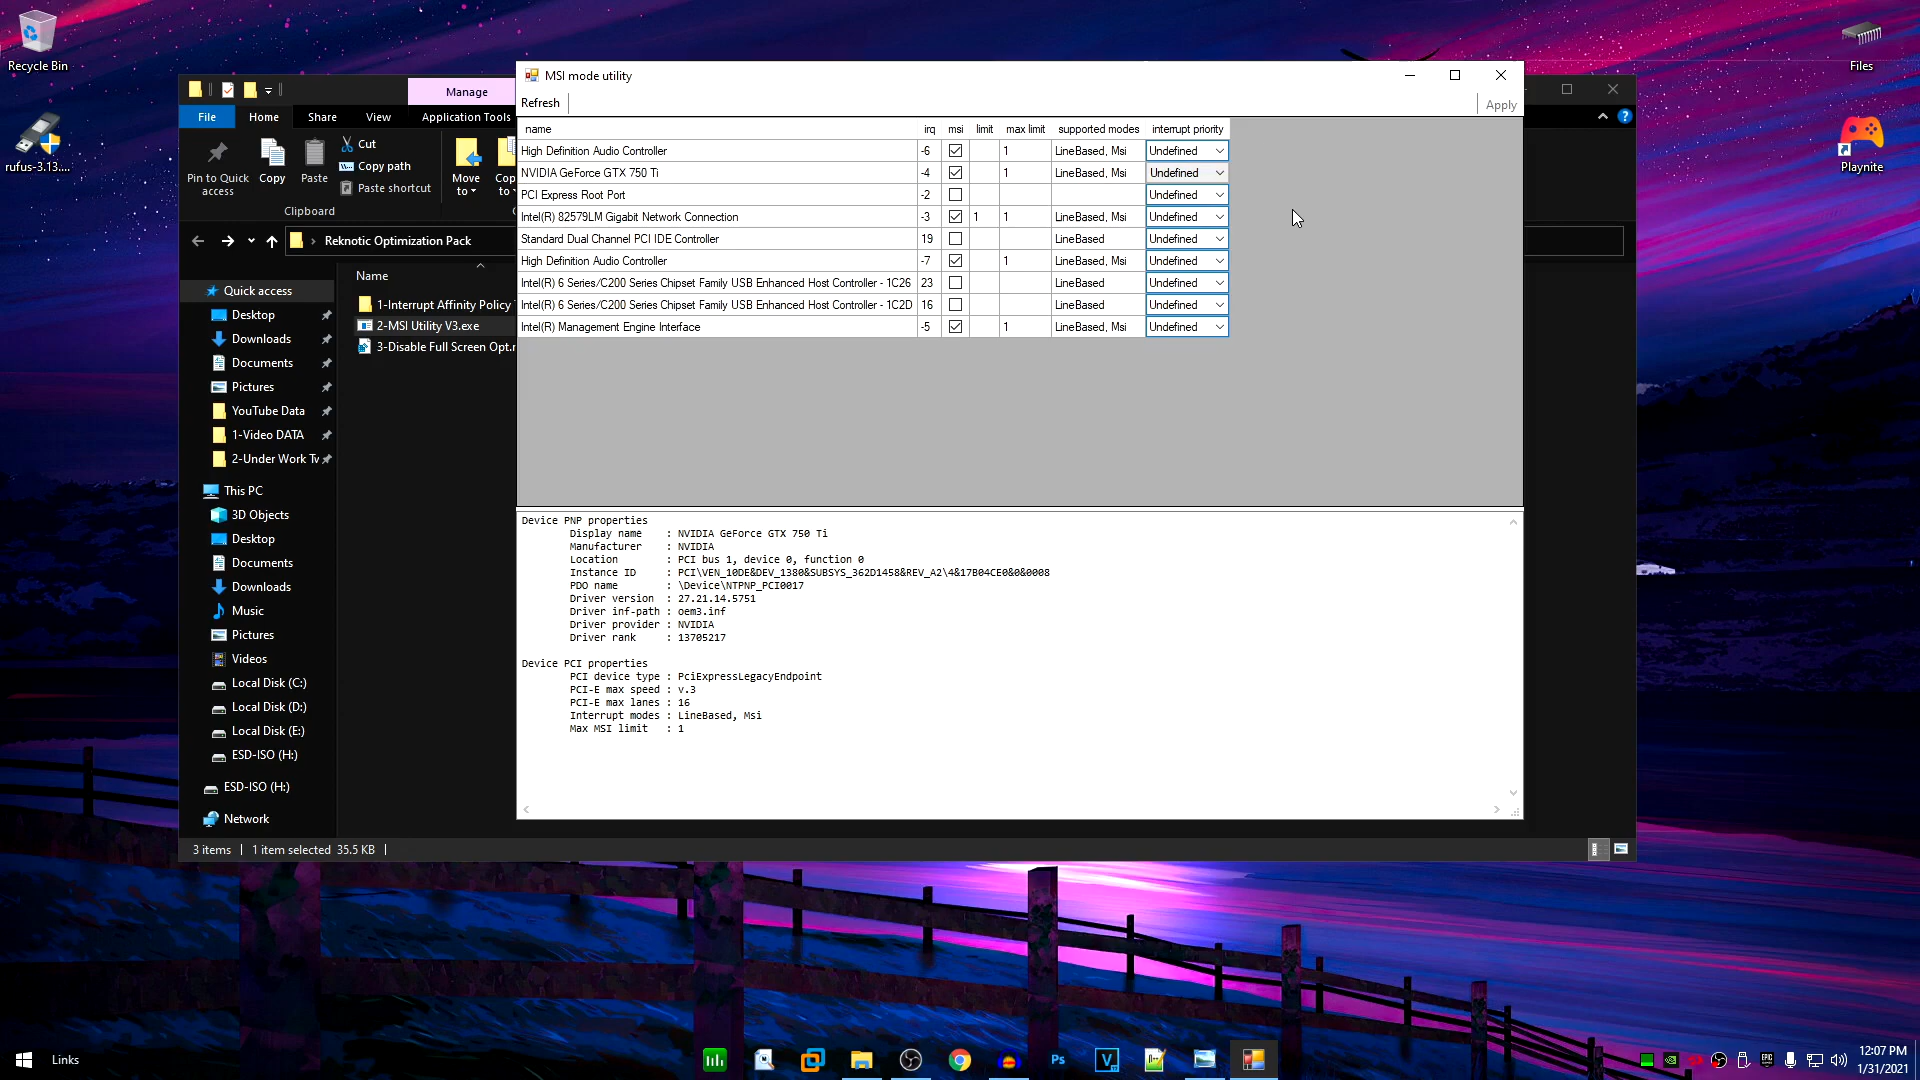 Recycle Bin
rufus-3.13....
Files
Playnite
Manage
File
Home
Share
View
Application Tools
Pin to Quick
access
Copy
Paste
Cut
Copy path
Paste shortcut
Move
to
Cop
to
Clipboard
Reknotic Optimization Pack
Name
1-Interrupt Affinity Policy
2-MSI Utility V3.exe
3-Disable Full Screen Opt.r
Quick access
Desktop
Downloads
Documents
Pictures
YouTube Data
1-Video DATA
2-Under Work Tv
This PC
3D Objects
Desktop
Documents
Downloads
Music
Pictures
Videos
Local Disk (C:)
Local Disk (D:)
Local Disk (E:)
ESD-ISO (H:)
ESD-ISO (H:)
Network
3 items
1 item selected 35.5 KB
MSI mode utility
Refresh
Apply
name irq msi limit max limit supported modes interrupt priority
High Definition Audio Controller -6 1 LineBased, Msi Undefined
NVIDIA GeForce GTX 750 Ti -4 1 LineBased, Msi Undefined
PCI Express Root Port -2 Undefined
Intel(R) 82579LM Gigabit Network Connection -3 1 1 LineBased, Msi Undefined
Standard Dual Channel PCI IDE Controller 19 LineBased Undefined
High Definition Audio Controller -7 1 LineBased, Msi Undefined
Intel(R) 6 Series/C200 Series Chipset Family USB Enhanced Host Controller - 1C26 23 LineBased Undefined
Intel(R) 6 Series/C200 Series Chipset Family USB Enhanced Host Controller - 1C2D 16 LineBased Undefined
Intel(R) Management Engine Interface -5 1 LineBased, Msi Undefined
Device PNP properties
Display name : NVIDIA GeForce GTX 750 Ti
Manufacturer : NVIDIA
Location : PCI bus 1, device 0, function 0
Instance ID : PCI\VEN_10DE&DEV_1380&SUBSYS_362D1458&REV_A2\4&17B04CE0&0&0008
PDO name : \Device\NTPNP_PCI0017
Driver version : 27.21.14.5751
Driver inf-path : oem3.inf
Driver provider : NVIDIA
Driver rank : 13705217
Device PCI properties
PCI device type : PciExpressLegacyEndpoint
PCI-E max speed : v.3
PCI-E max lanes : 16
Interrupt modes : LineBased, Msi
Max MSI limit : 1
Links
Ps
V
12:07 PM
1/31/2021